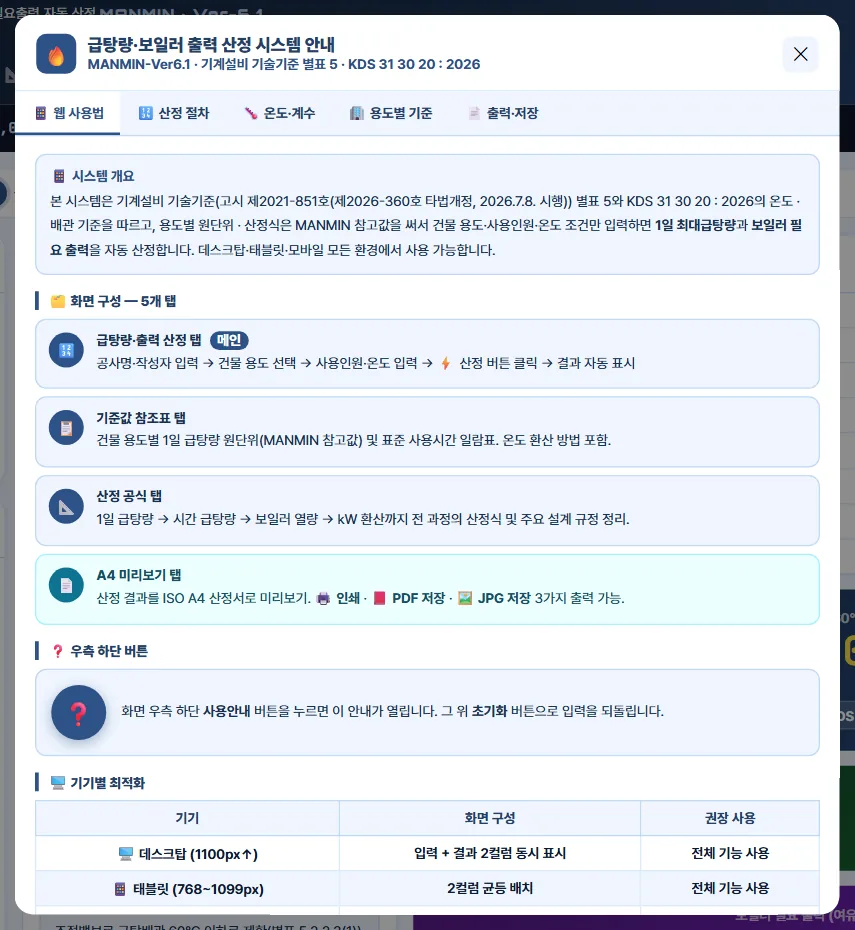 필요출력 자동 산정 MANMIN · Ver-6.1
급탕량·보일러 출력 산정 시스템 안내
MANMIN-Ver6.1 · 기계설비 기술기준 별표 5 · KDS 31 30 20 : 2026
웹 사용법 산정 절차 온도·계수 용도별 기준 출력·저장
시스템 개요
본 시스템은 기계설비 기술기준(고시 제2021-851호(제2026-360호 타법개정, 2026.7.8. 시행)) 별표 5와 KDS 31 30 20 : 2026의 온도 ·
배관 기준을 따르고, 용도별 원단위 · 산정식은 MANMIN 참고값을 써서 건물 용도·사용인원·온도 조건만 입력하면 1일 최대급탕량과 보일러 필
요 출력을 자동 산정합니다. 데스크탑·태블릿·모바일 모든 환경에서 사용 가능합니다.
화면 구성 — 5개 탭
급탕량·출력 산정 탭 메인
공사명·작성자 입력 → 건물 용도 선택 → 사용인원·온도 입력 → 산정 버튼 클릭 → 결과 자동 표시
기준값 참조표 탭
건물 용도별 1일 급탕량 원단위(MANMIN 참고값) 및 표준 사용시간 일람표. 온도 환산 방법 포함.
산정 공식 탭
1일 급탕량 → 시간 급탕량 → 보일러 열량 → kW 환산까지 전 과정의 산정식 및 주요 설계 규정 정리.
A4 미리보기 탭
산정 결과를 ISO A4 산정서로 미리보기. 인쇄 · PDF 저장 · JPG 저장 3가지 출력 가능.
우측 하단 버튼
화면 우측 하단 사용안내 버튼을 누르면 이 안내가 열립니다. 그 위 초기화 버튼으로 입력을 되돌립니다.
기기별 최적화
기기 화면 구성 권장 사용
데스크탑 (1100px↑) 입력 + 결과 2컬럼 동시 표시 전체 기능 사용
태블릿 (768~1099px) 2컬럼 균등 배치 전체 기능 사용